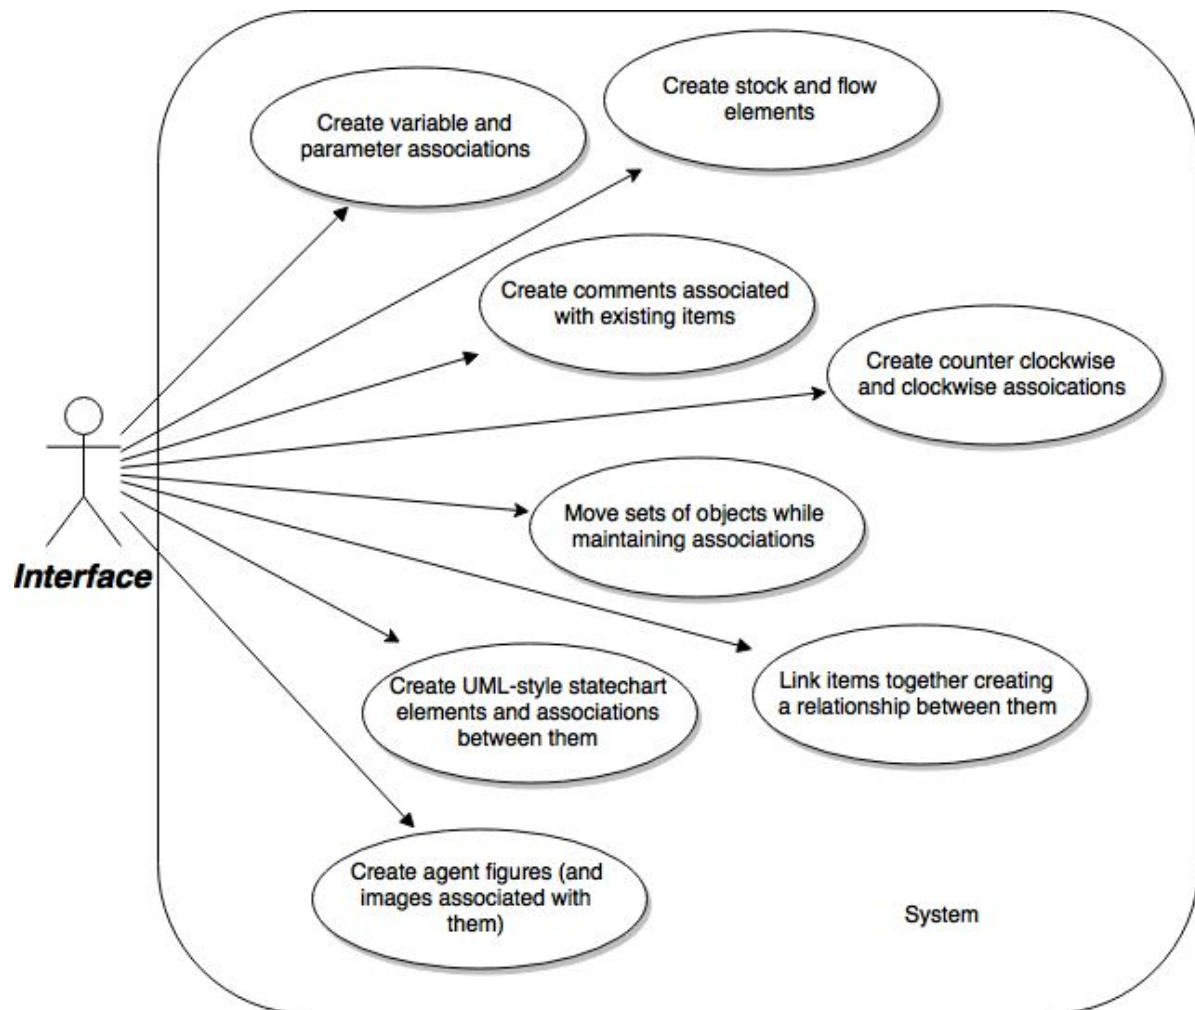 Create stock and flow
elements
Create variable and
parameter associations
Create comments associated
with existing items
Create counter clockwise
and clockwise assoications
Interface
Move sets of objects while
maintaining associations
Link items together creating
a relationship between them
Create UML-style statechart
elements and associations
between them
Create agent figures (and
images associated with
them)
System